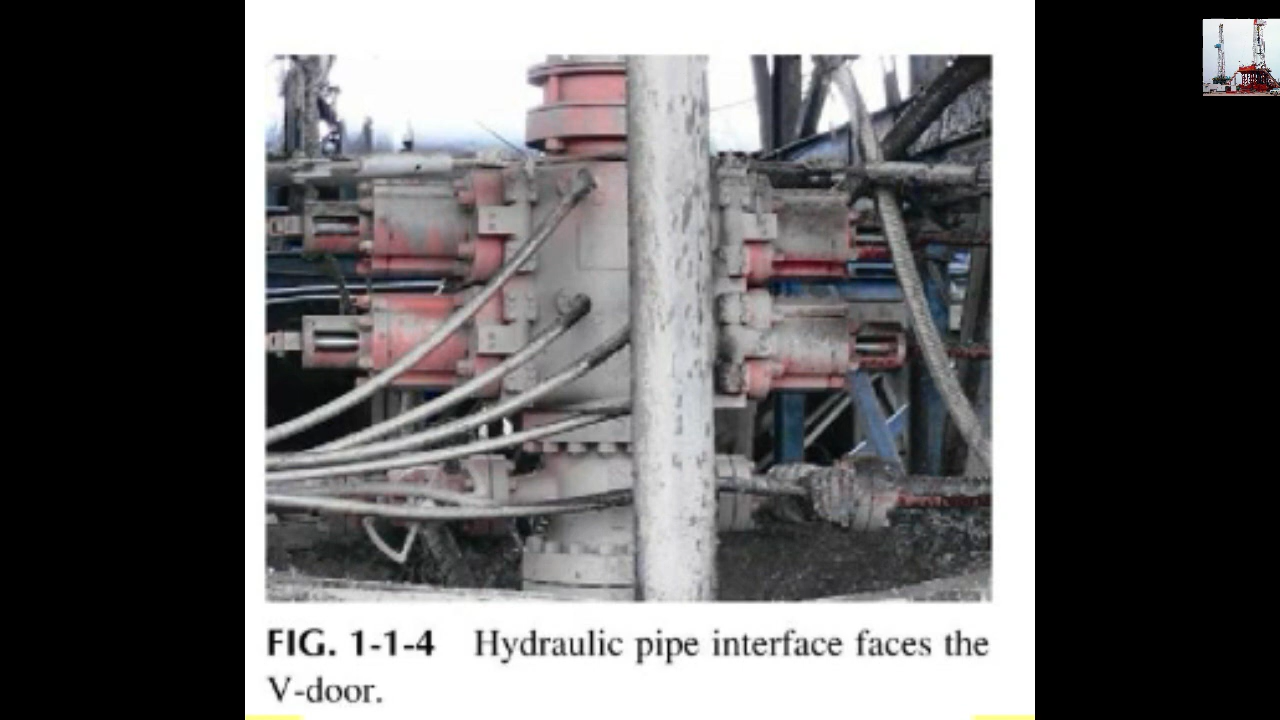 FIG. 1-1-4 Hydraulic pipe interface faces the
V-door.